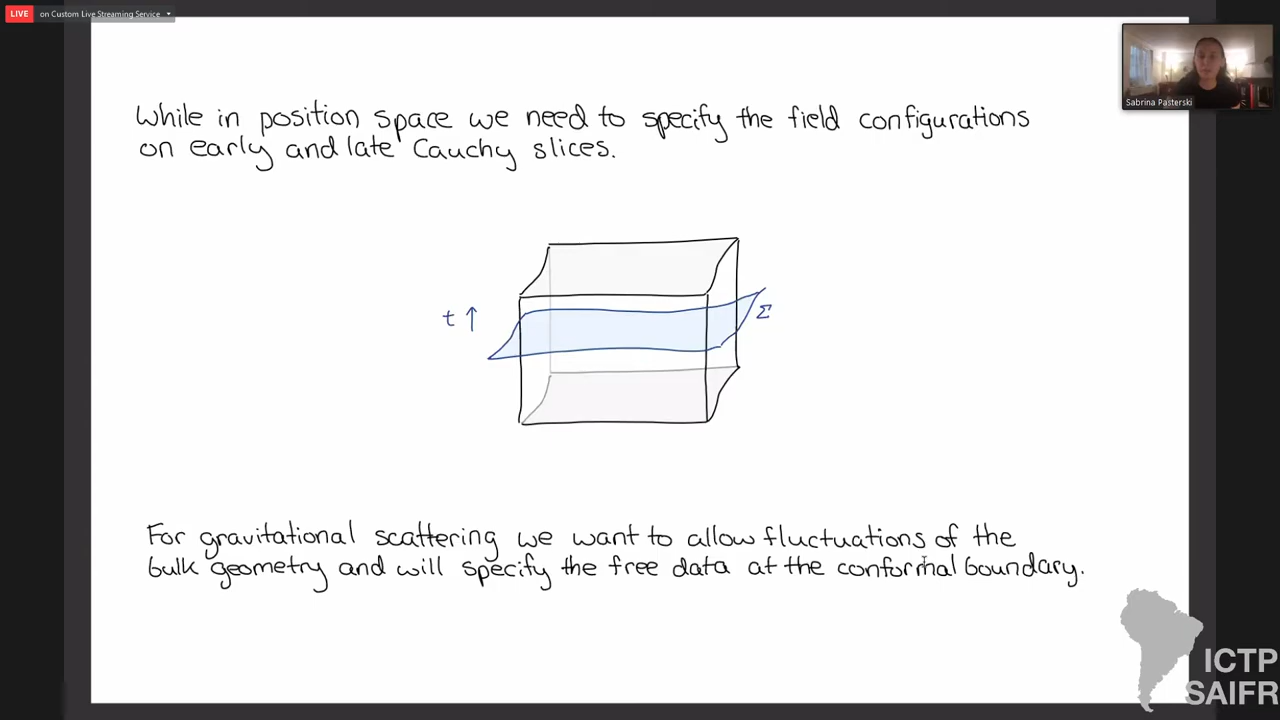 LIVE on Custom Live Streaming Service
Sabrina Pasterski
While in position space we need to specify the field configurations
on early and late Cauchy slices.
t ↑
Σ
For gravitational scattering we want to allow fluctuations of the
bulk geometry and will specify the free data at the conformal boundary.
ICTP
SAIFR